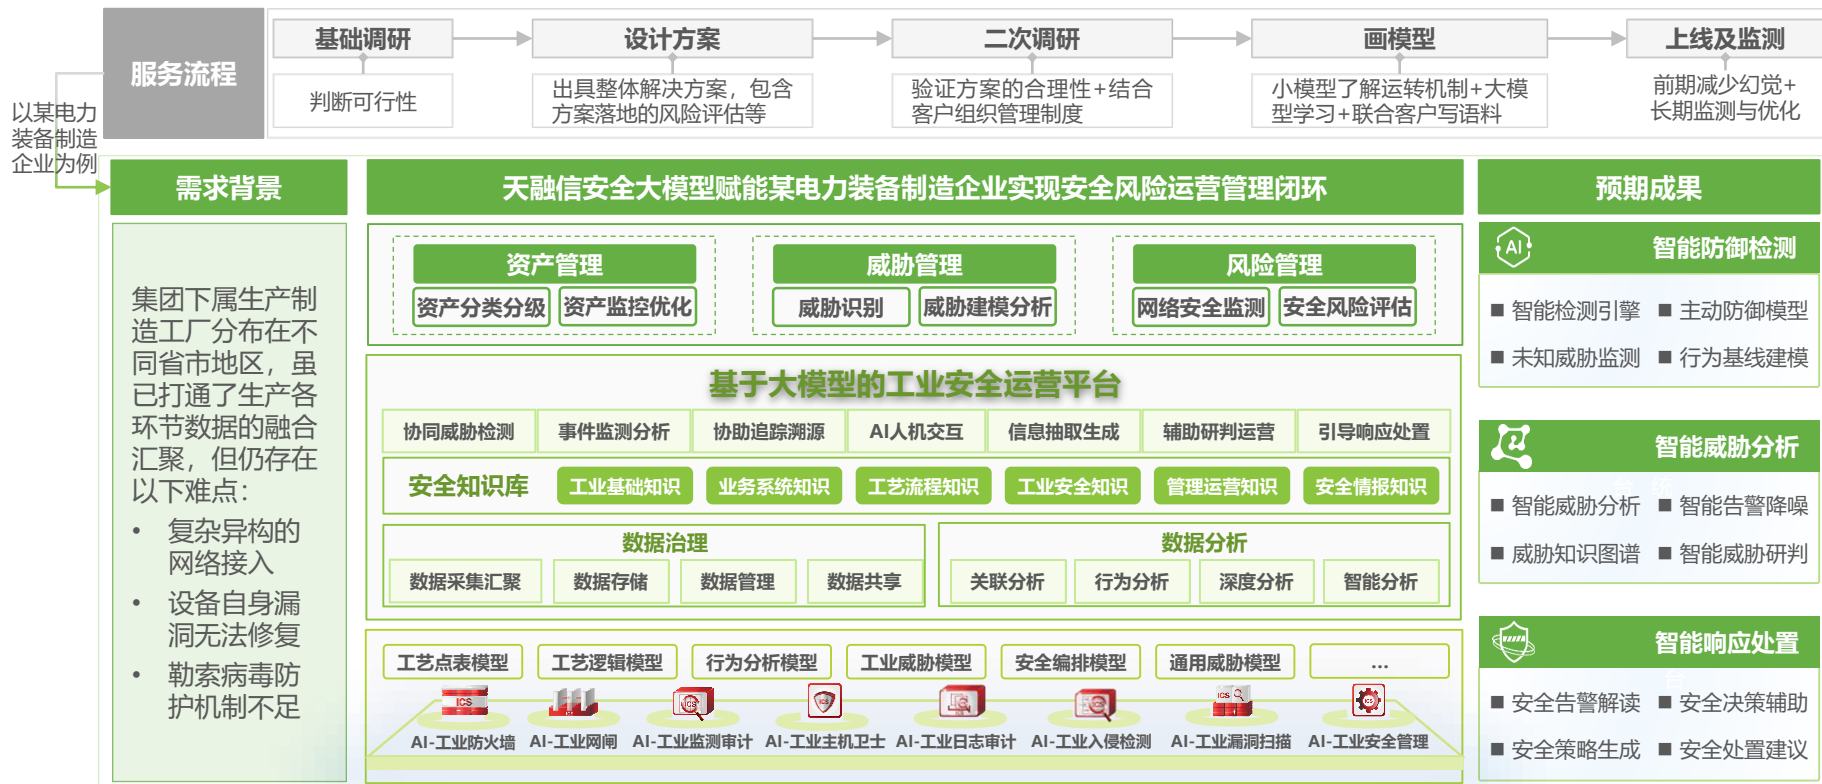 服务流程
基础调研
设计方案
二次调研
画模型
上线及监测
判断可行性
出具整体解决方案，包含
方案落地的风险评估等
验证方案的合理性+结合
客户组织管理制度
小模型了解运转机制+大模
型学习+联合客户写语料
前期减少幻觉+
长期监测与优化
以某电力
装备制造
企业为例
需求背景
集团下属生产制
造工厂分布在不
同省市地区，虽
已打通了生产各
环节数据的融合
汇聚，但仍存在
以下难点：
• 复杂异构的
网络接入
• 设备自身漏
洞无法修复
• 勒索病毒防
护机制不足
天融信安全大模型赋能某电力装备制造企业实现安全风险运营管理闭环
资产管理
资产分类分级 资产监控优化
威胁管理
威胁识别 威胁建模分析
风险管理
网络安全监测 安全风险评估
基于大模型的工业安全运营平台
协同威胁检测 事件监测分析 协助追踪溯源 AI人机交互 信息抽取生成 辅助研判运营 引导响应处置
安全知识库 工业基础知识 业务系统知识 工艺流程知识 工业安全知识 管理运营知识 安全情报知识
数据治理
数据采集汇聚 数据存储 数据管理 数据共享
数据分析
关联分析 行为分析 深度分析 智能分析
工艺点表模型 工艺逻辑模型 行为分析模型 工业威胁模型 安全编排模型 通用威胁模型 ...
ICS
ICS
ICS
ICS
AI-工业防火墙 AI-工业网闸 AI-工业监测审计 AI-工业主机卫士 AI-工业日志审计 AI-工业入侵检测 AI-工业漏洞扫描 AI-工业安全管理
预期成果
AI
智能防御检测
■ 智能检测引擎 ■ 主动防御模型
■ 未知威胁监测 ■ 行为基线建模
智能威胁分析
■ 智能威胁分析 ■ 智能告警降噪
■ 威胁知识图谱 ■ 智能威胁研判
智能响应处置
■ 安全告警解读 ■ 安全决策辅助
■ 安全策略生成 ■ 安全处置建议